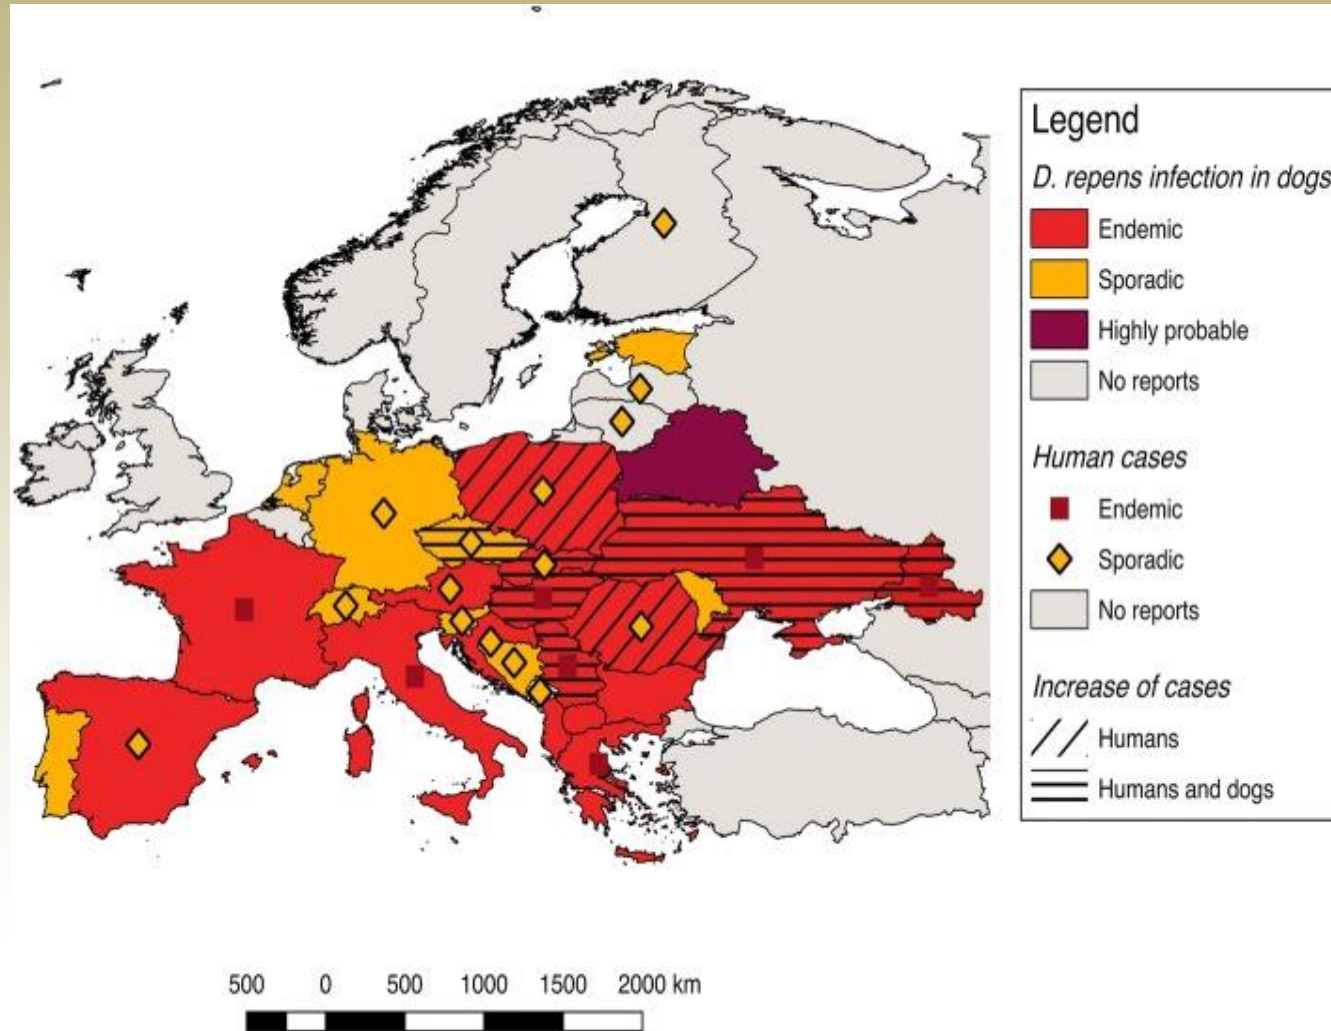 Legend
D. repens infection in dogs
Endemic
Sporadic
Highly probable
No reports
Human cases
Endemic
Sporadic
No reports
Increase of cases
Humans
Humans and dogs
500 0 500 1000 1500 2000 km